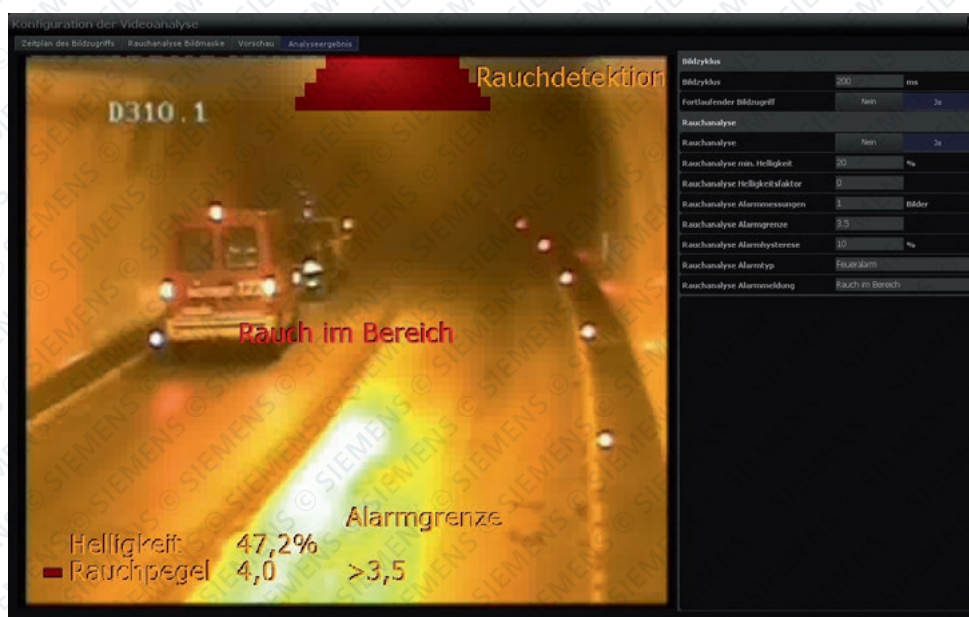 Konfiguration der Videoanalyse
Zeitplan des Bildzugriffs Rauchanalyse Bildmaske Vorschau Analyseergebnis
Rauchdetektion
D310.1
Rauch im Bereich
Alarmgrenze
Helligkeit 47,2%
Rauchpegel 4,0 >3,5
Bildzyklus
Bildzyklus 200 ms
Fortlaufender Bildzugriff Nein Ja
Rauchanalyse
Rauchanalyse Nein Ja
Rauchanalyse min. Helligkeit 20 %
Rauchanalyse Helligkeitsfaktor 0
Rauchanalyse Alarmmessungen 1 Bilder
Rauchanalyse Alarmgrenze 3.5
Rauchanalyse Alarmhysterese 10 %
Rauchanalyse Alarmtyp Feueralarm
Rauchanalyse Alarmmeldung Rauch im Bereich
© SIEMENS